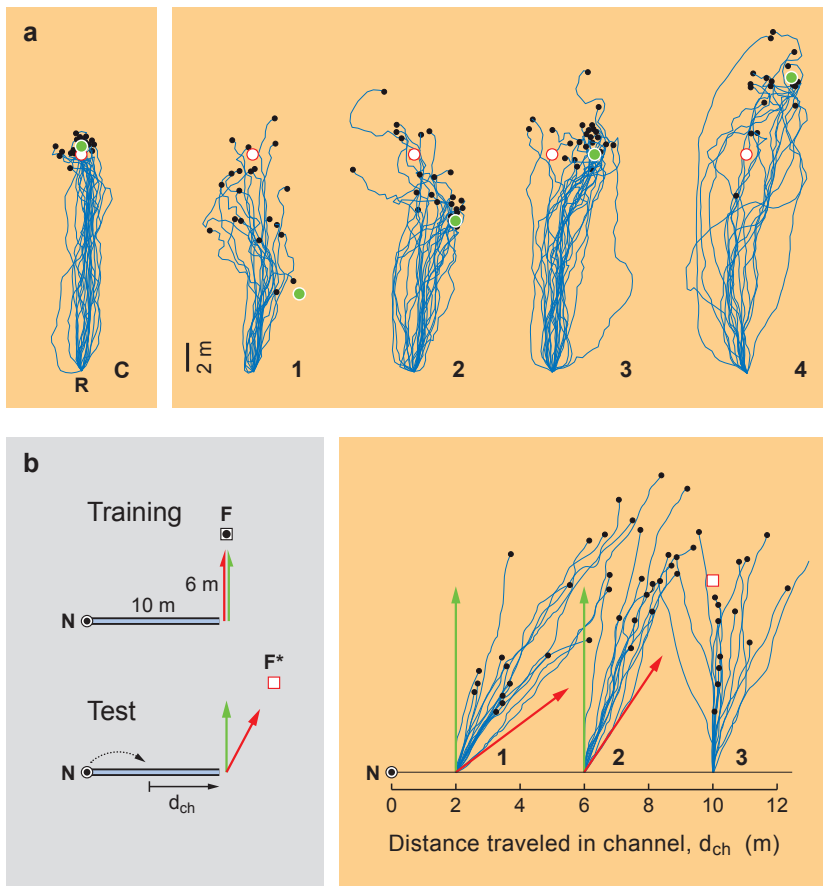 a
R
C
2 m
1
2
3
4
b
Training
F
6 m
10 m
N
F*
Test
N
d_ch
1
2
3
N
0 2 4 6 8 10 12
Distance traveled in channel, d_ch (m)